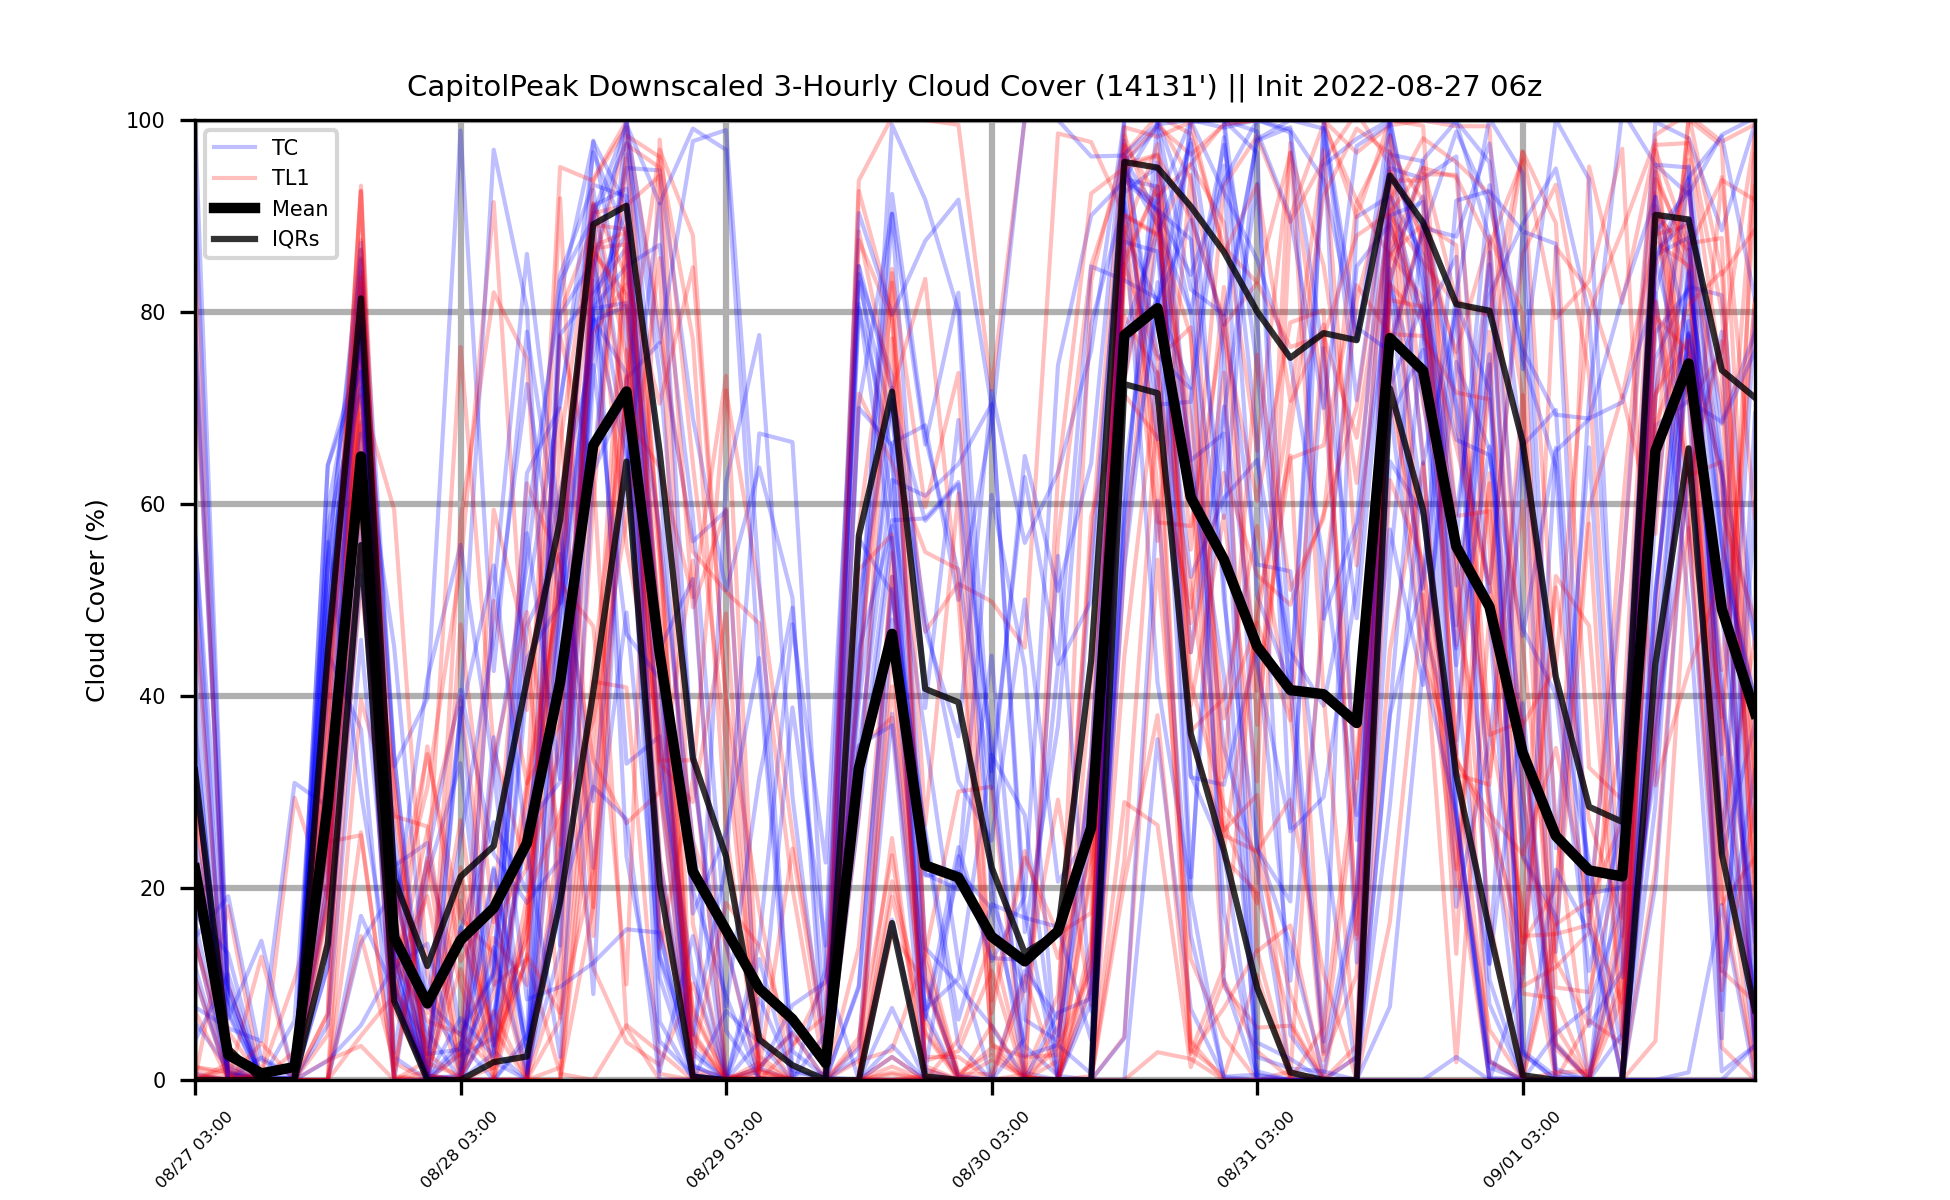 CapitolPeak Downscaled 3-Hourly Cloud Cover (14131') || Init 2022-08-27 06z
TC
TL1
Mean
IQRs
Cloud Cover (%)
100
80
60
40
20
0
08/27 03:00
08/28 03:00
08/29 03:00
08/30 03:00
08/31 03:00
09/01 03:00